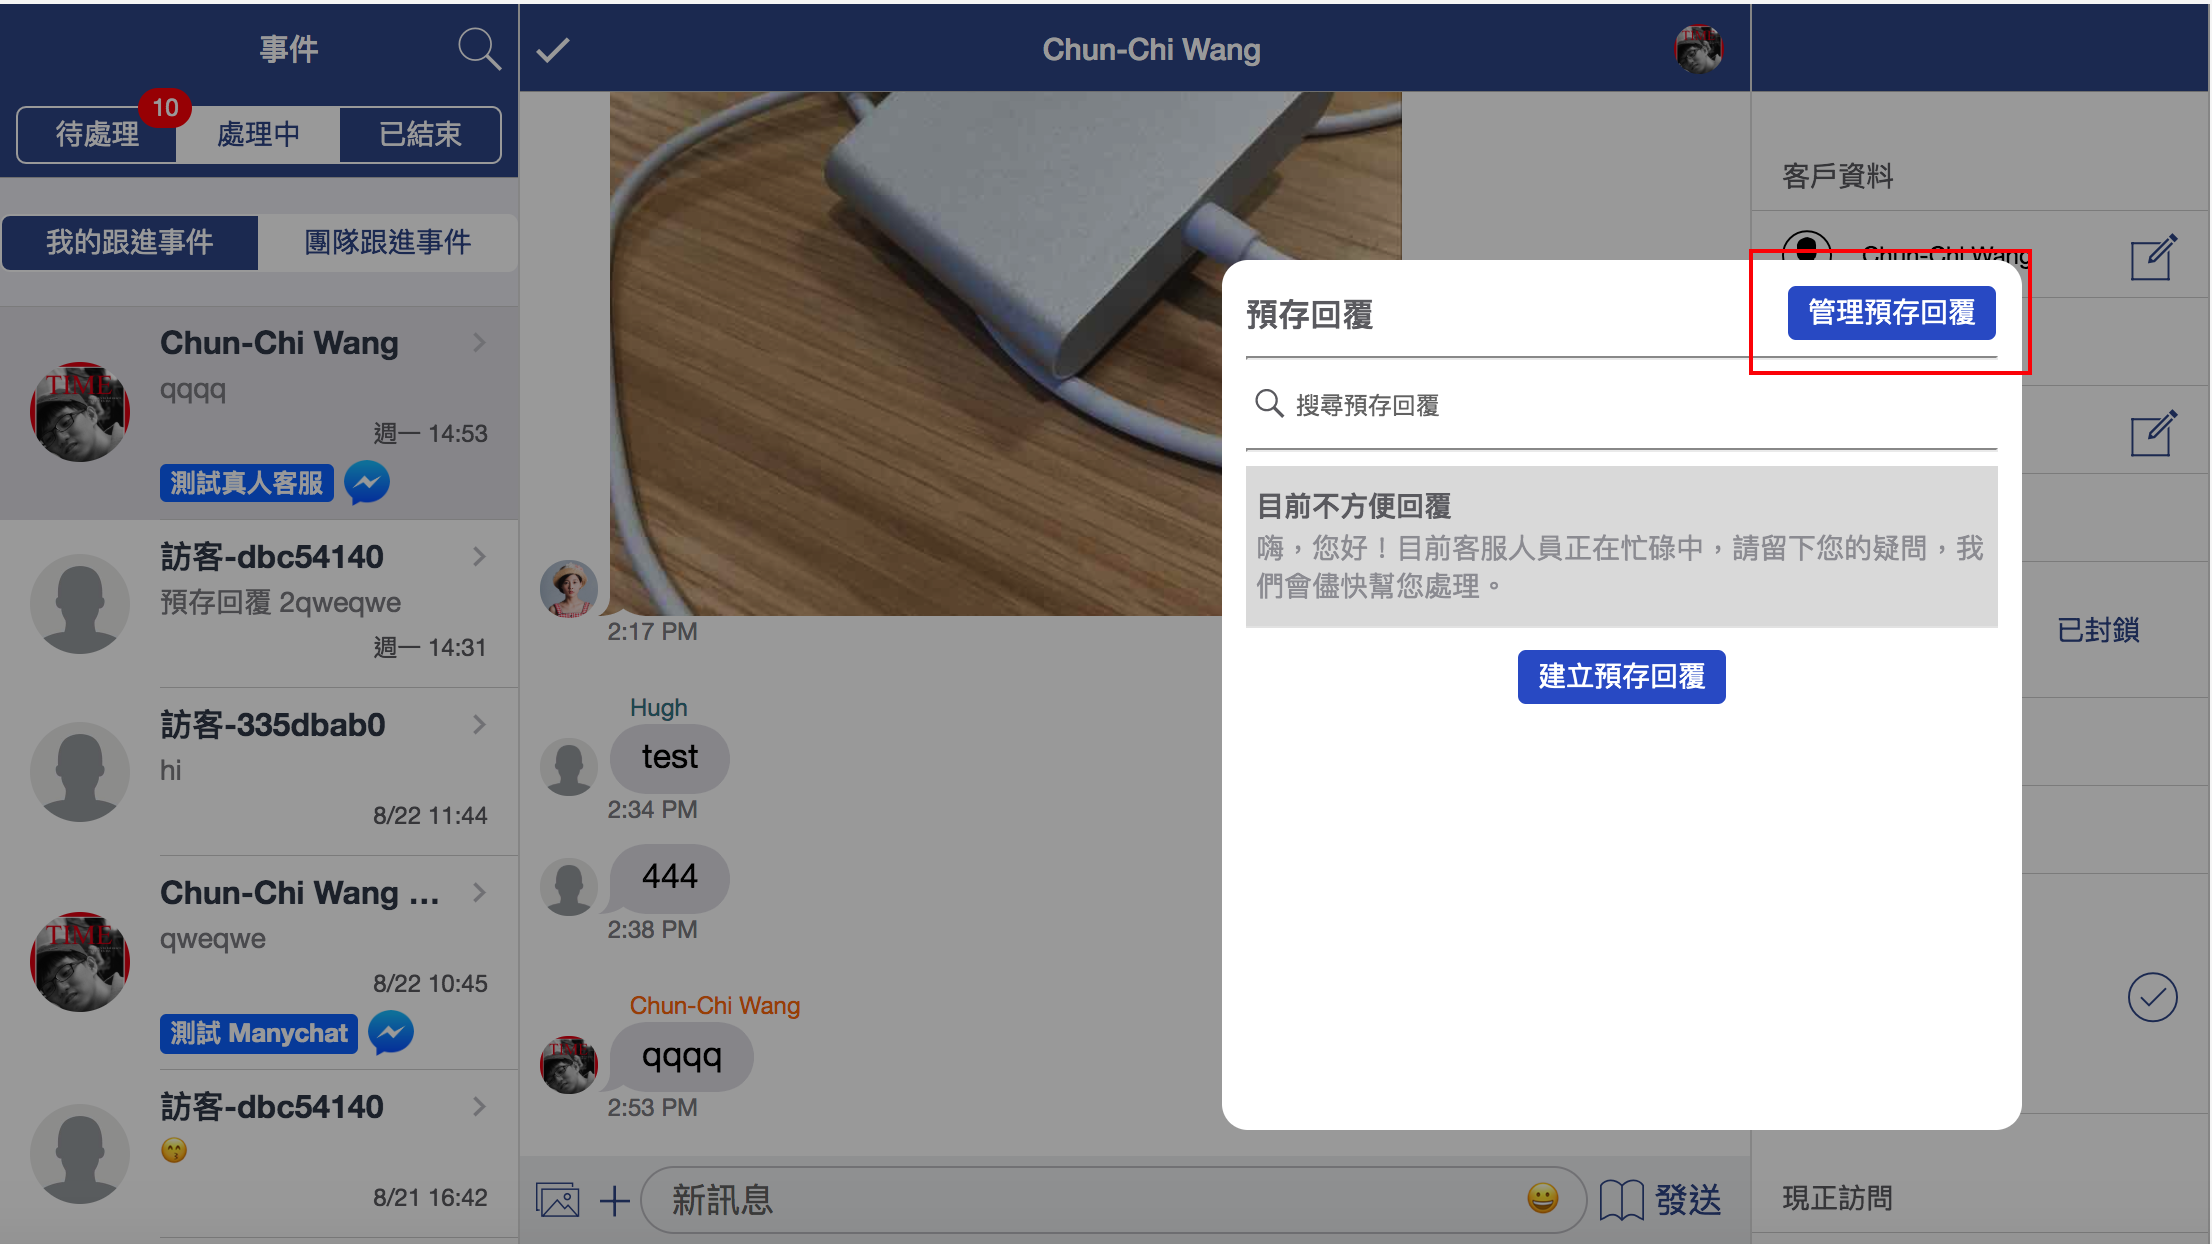 事件
待處理
10
處理中
已結束
我的跟進事件
團隊跟進事件
Chun-Chi Wang
qqqq
週一 14:53
測試真人客服
訪客-dbc54140
預存回覆 2qweqwe
週一 14:31
訪客-335dbab0
hi
8/22 11:44
Chun-Chi Wang ...
qweqwe
8/22 10:45
測試 Manychat
訪客-dbc54140
8/21 16:42
Chun-Chi Wang
2:17 PM
Hugh
test
2:34 PM
444
2:38 PM
Chun-Chi Wang
qqqq
2:53 PM
新訊息
發送
預存回覆
管理預存回覆
搜尋預存回覆
目前不方便回覆
嗨，您好！目前客服人員正在忙碌中，請留下您的疑問，我
們會儘快幫您處理。
建立預存回覆
客戶資料
Chun-Chi Wang
已封鎖
現正訪問
TIME
TIME